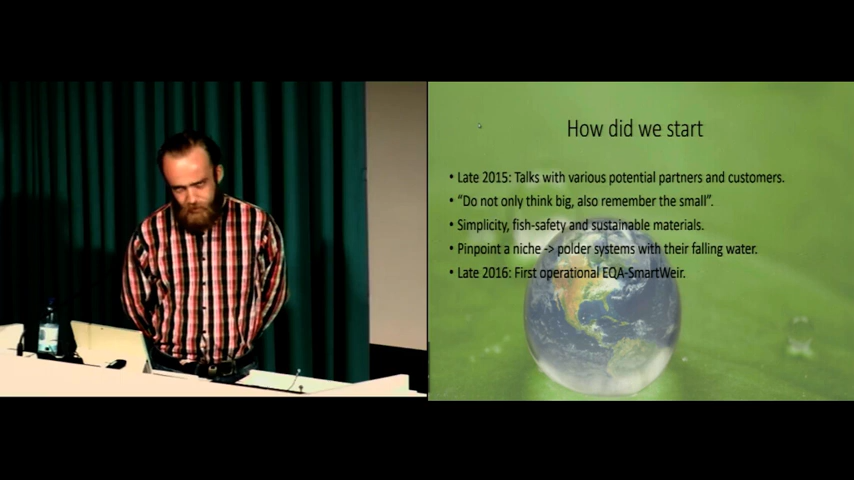 How did we start
• Late 2015: Talks with various potential partners and customers.
• “Do not only think big, also remember the small”.
• Simplicity, fish-safety and sustainable materials.
• Pinpoint a niche -> polder systems with their falling water.
• Late 2016: First operational EQA-SmartWeir.